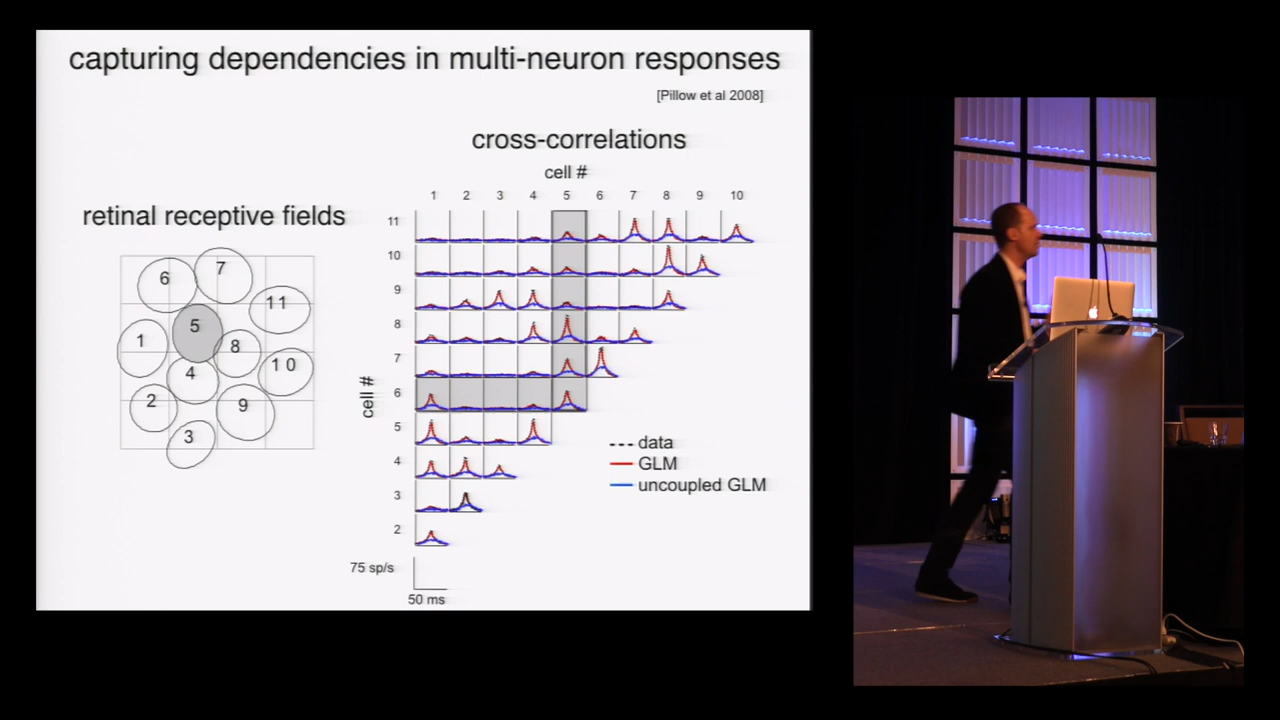 capturing dependencies in multi-neuron responses
[Pillow et al 2008]
cross-correlations
cell #
1 2 3 4 5 6 7 8 9 10
11
10
9
8
7
6
5
4
3
2
cell #
data
GLM
uncoupled GLM
75 sp/s
50 ms
retinal receptive fields
6
7
11
5
1
8
10
4
2
9
3